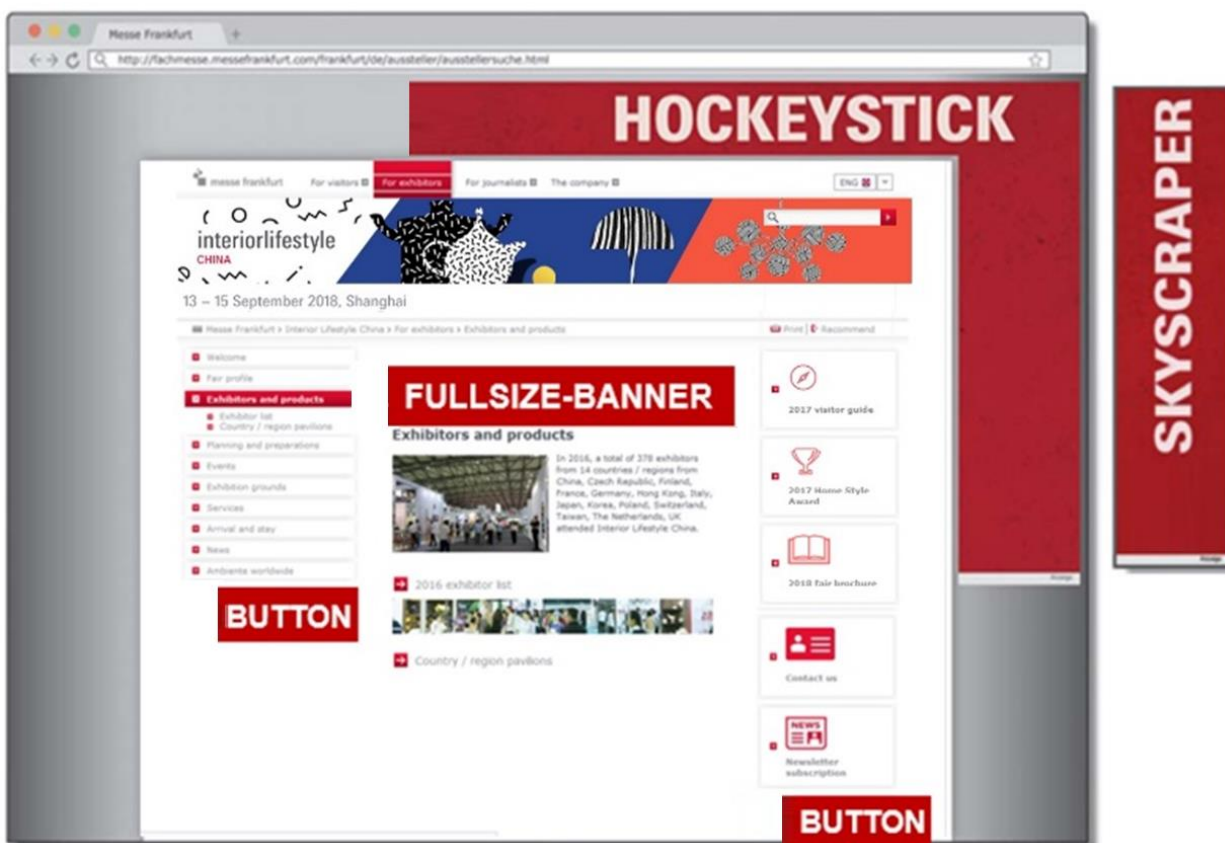 Messe Frankfurt
http://fachmesse.messefrankfurt.com/frankfurt/de/aussteller/ausstellersuche.html
HOCKEYSTICK
SKYSCRAPER
messe frankfurt For visitors For exhibitors For journalists The company ENG
interiorlifestyle
CHINA
13 – 15 September 2018, Shanghai
Messe Frankfurt › Interior Lifestyle China › For exhibitors › Exhibitors and products
Print | Recommend
Welcome
Fair profile
Exhibitors and products
Exhibitor list
Country / region pavilions
Planning and preparations
Events
Exhibition grounds
Services
Arrival and stay
News
Ambiente worldwide
BUTTON
FULLSIZE-BANNER
Exhibitors and products
In 2016, a total of 378 exhibitors
from 14 countries / regions from
China, Czech Republic, Finland,
France, Germany, Hong Kong, Italy,
Japan, Korea, Poland, Switzerland,
Taiwan, The Netherlands, UK
attended Interior Lifestyle China.
2016 exhibitor list
Country / region pavilions
2017 visitor guide
2017 Home Style
Award
2018 fair brochure
Contact us
NEWS
Newsletter
subscription
BUTTON
Anzeige
Anzeige